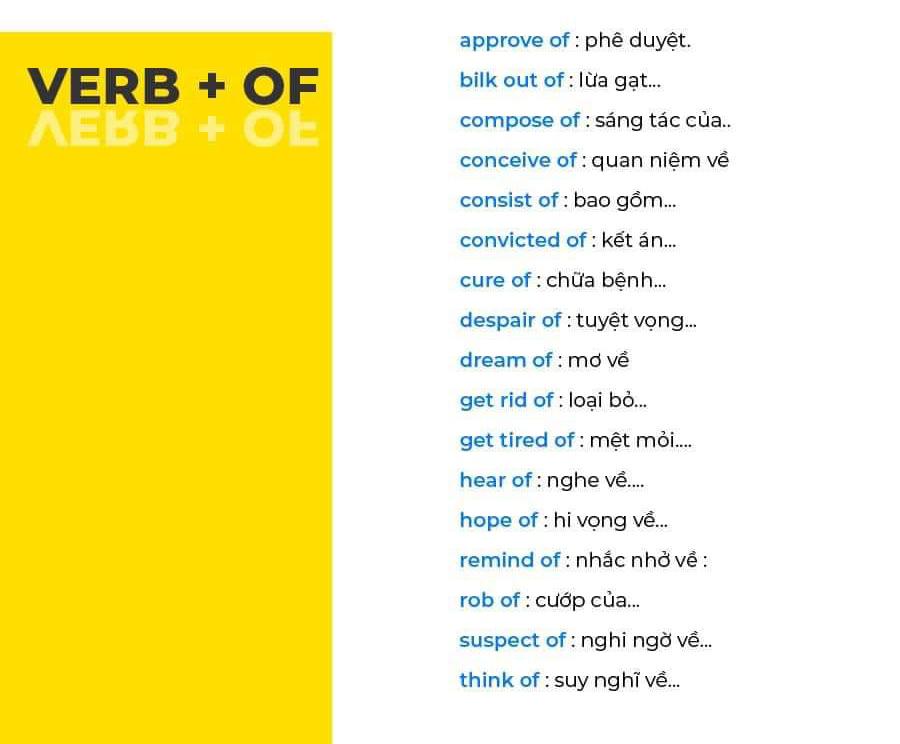 VERB + OF
VERB + OF
approve of : phê duyệt.
bilk out of : lừa gạt...
compose of : sáng tác của..
conceive of : quan niệm về
consist of : bao gồm...
convicted of : kết án...
cure of : chữa bệnh...
despair of : tuyệt vọng...
dream of : mơ về
get rid of : loại bỏ...
get tired of : mệt mỏi....
hear of : nghe về....
hope of : hi vọng về...
remind of : nhắc nhở về :
rob of : cướp của...
suspect of : nghi ngờ về...
think of : suy nghĩ về...